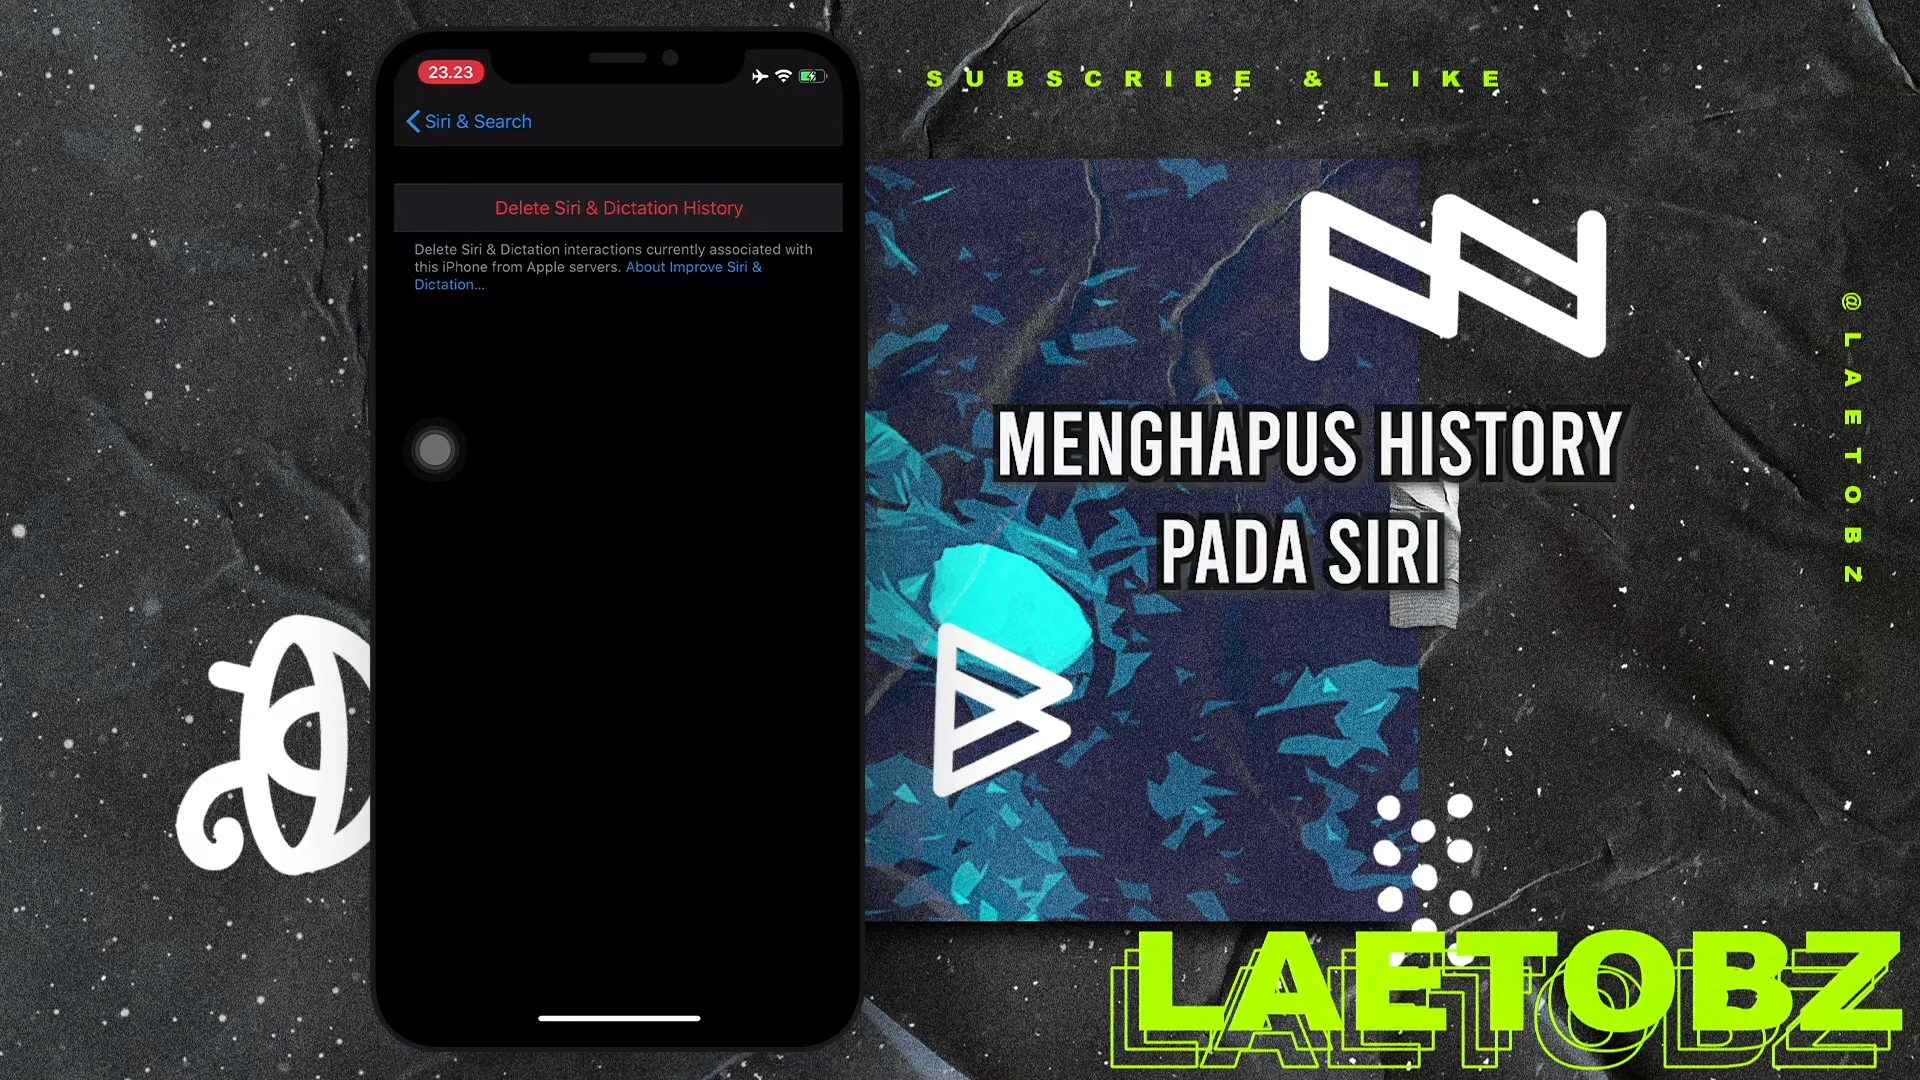 23.23
Siri & Search
Delete Siri & Dictation History
Delete Siri & Dictation interactions currently associated with
this iPhone from Apple servers. About Improve Siri &
Dictation...
SUBSCRIBE & LIKE
MENGHAPUS HISTORY
PADA SIRI
@LAETOBZ
LAETOBZ